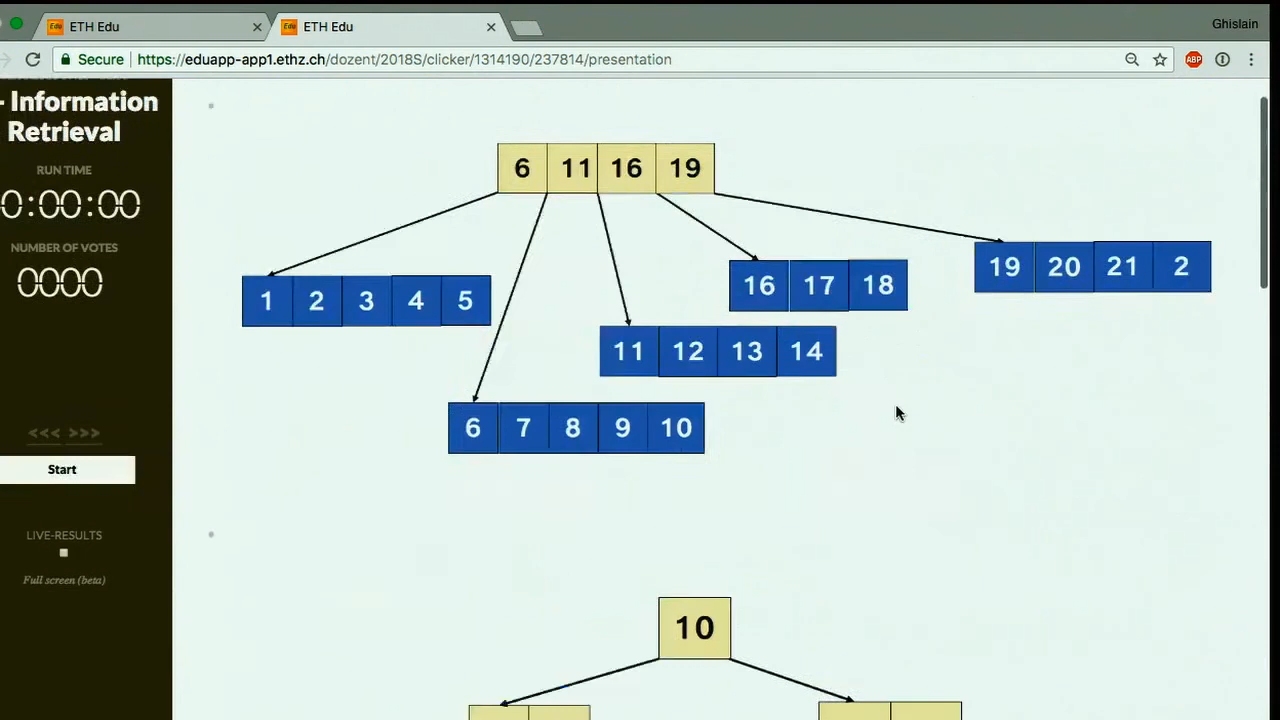 ETH Edu
ETH Edu
Ghislain
Secure
https://eduapp-app1.ethz.ch/dozent/2018S/clicker/1314190/237814/presentation
ABP
- Information
Retrieval
RUN TIME
0:00:00
NUMBER OF VOTES
0000
<<< >>>
Start
LIVE-RESULTS
Full screen (beta)
6 11 16 19
19 20 21 2
16 17 18
1 2 3 4 5
11 12 13 14
6 7 8 9 10
10